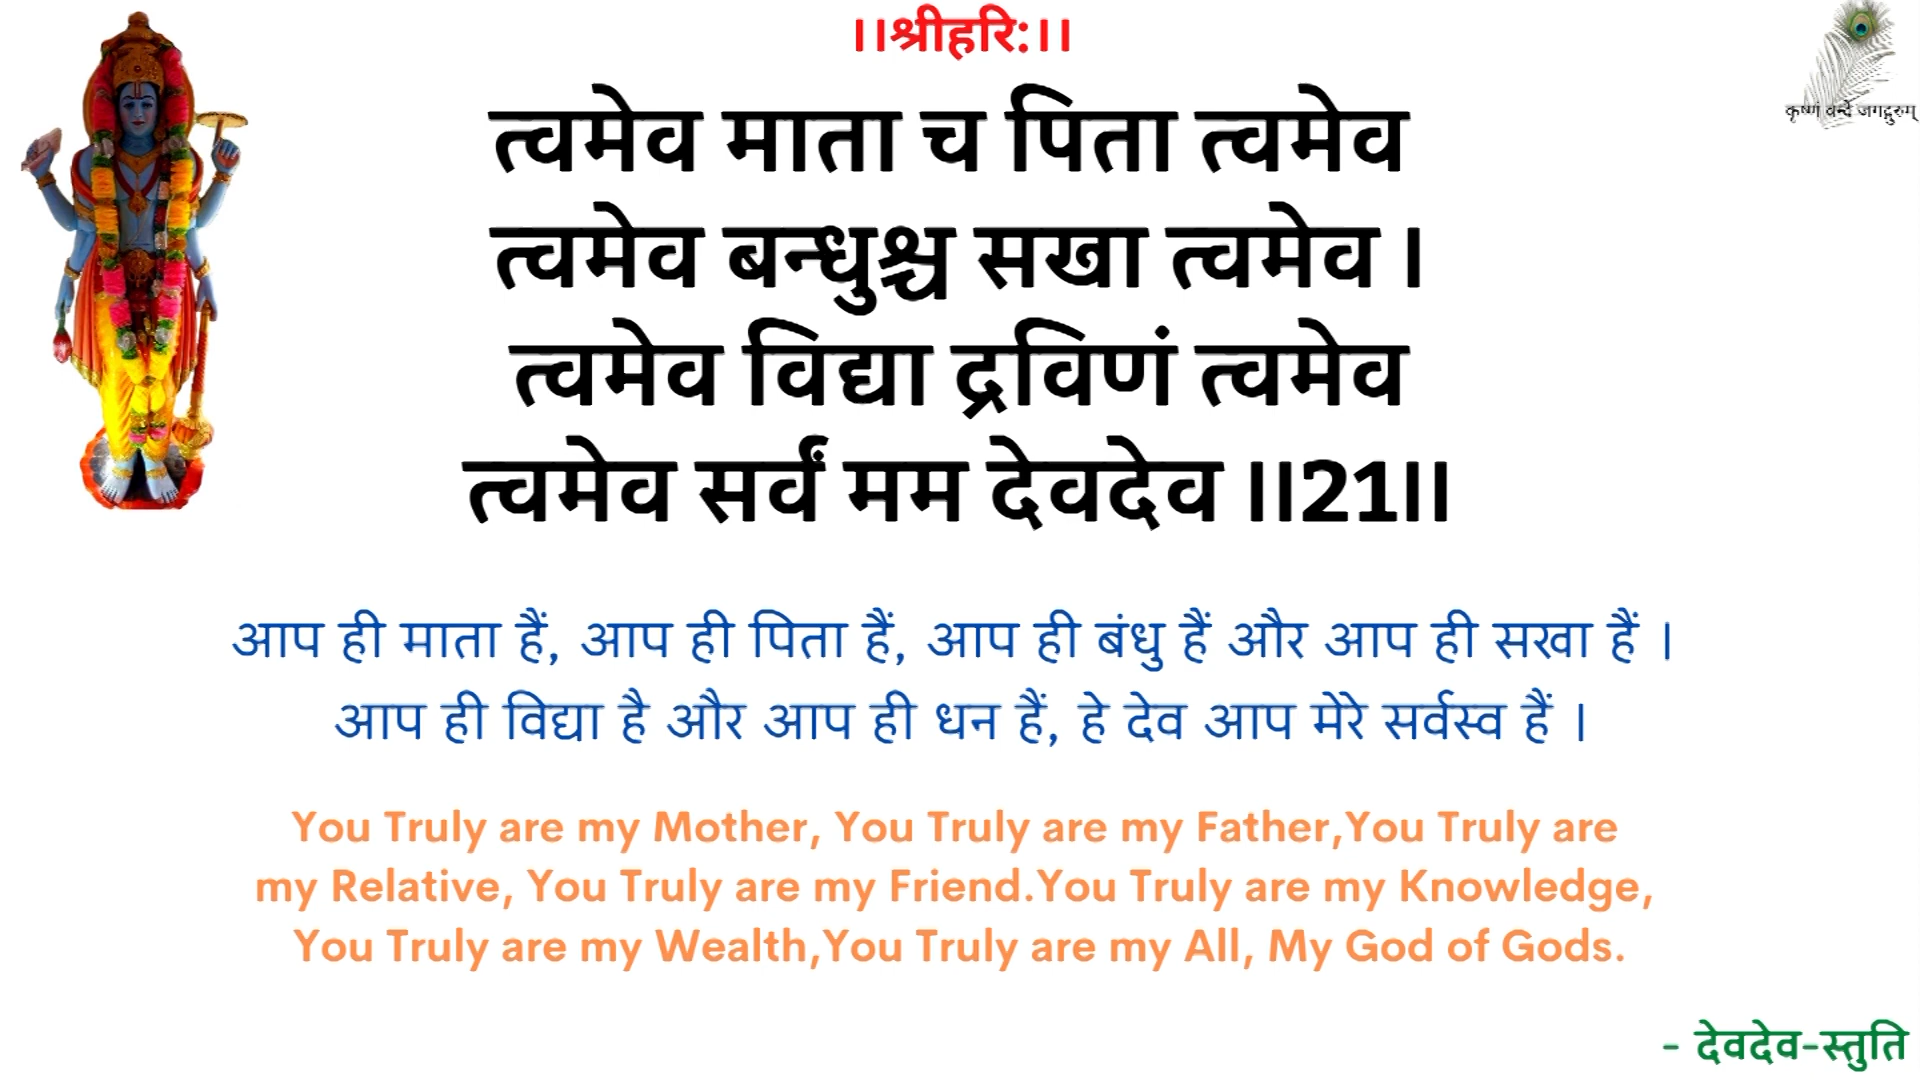 ।।श्रीहरि:।।
कृष्णं वन्दे जगद्गुरुम्
त्वमेव माता च पिता त्वमेव
त्वमेव बन्धुश्च सखा त्वमेव ।
त्वमेव विद्या द्रविणं त्वमेव
त्वमेव सर्वं मम देवदेव ।।21।।
आप ही माता हैं, आप ही पिता हैं, आप ही बंधु हैं और आप ही सखा हैं ।
आप ही विद्या है और आप ही धन हैं, हे देव आप मेरे सर्वस्व हैं ।
You Truly are my Mother, You Truly are my Father,You Truly are
my Relative, You Truly are my Friend.You Truly are my Knowledge,
You Truly are my Wealth,You Truly are my All, My God of Gods.
- देवदेव-स्तुति